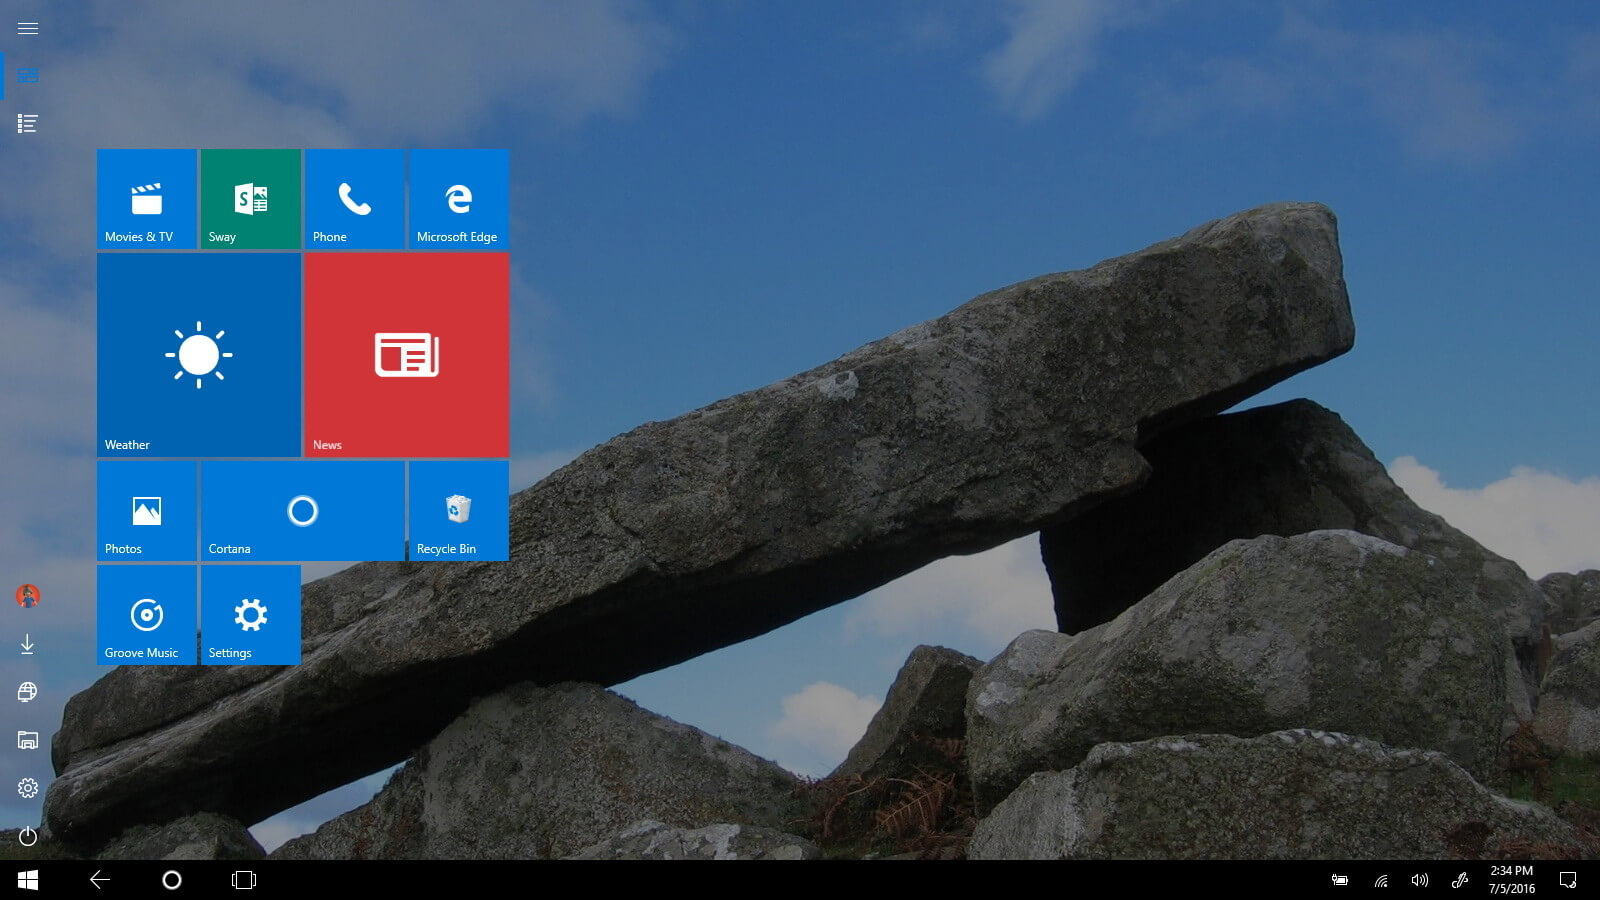 Movies & TV
Sway
Phone
Microsoft Edge
Weather
News
Photos
Cortana
Recycle Bin
Groove Music
Settings
2:34 PM
7/5/2016